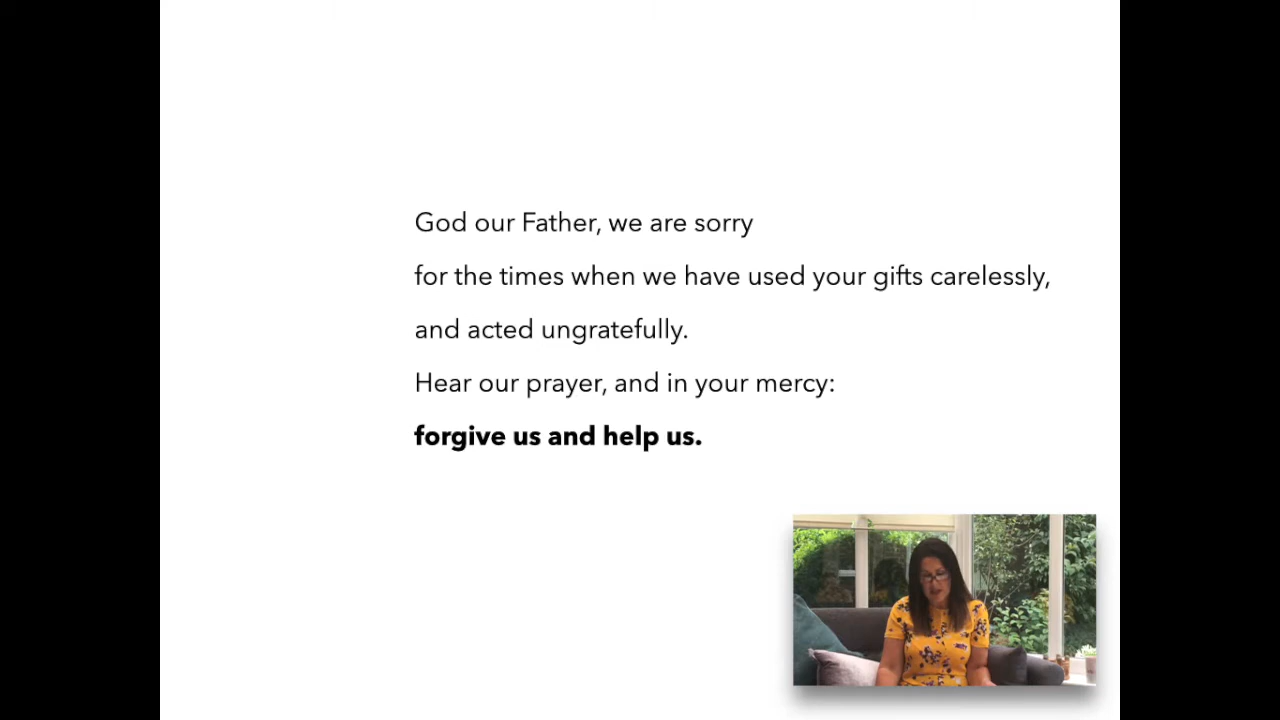 God our Father, we are sorry
for the times when we have used your gifts carelessly,
and acted ungratefully.
Hear our prayer, and in your mercy:
forgive us and help us.